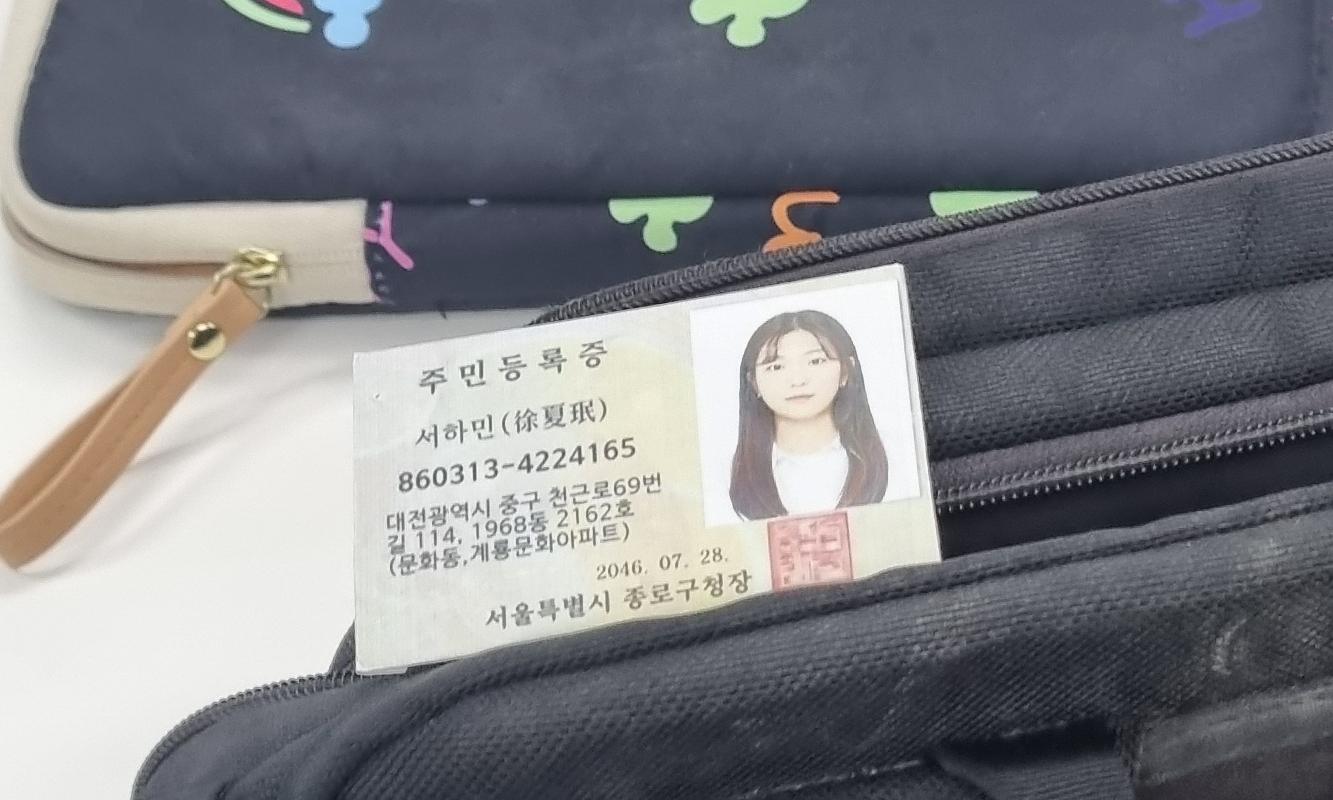 주민등록증
서하민(徐夏珉)
860313-4224165
대전광역시 중구 천근로69번
길 114, 1968동 2162호
(문화동,계룡문화아파트)
2046. 07. 28.
서울특별시 종로구청장